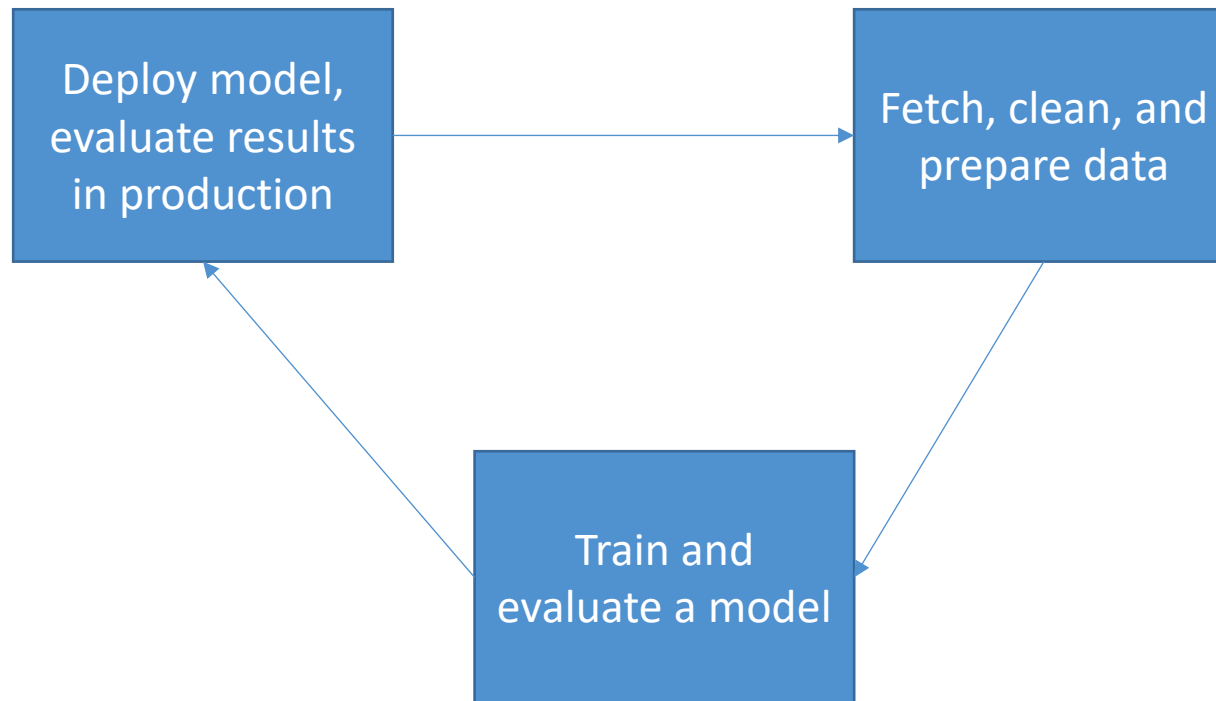 Deploy model,
evaluate results
in production
Fetch, clean, and
prepare data
Train and
evaluate a model